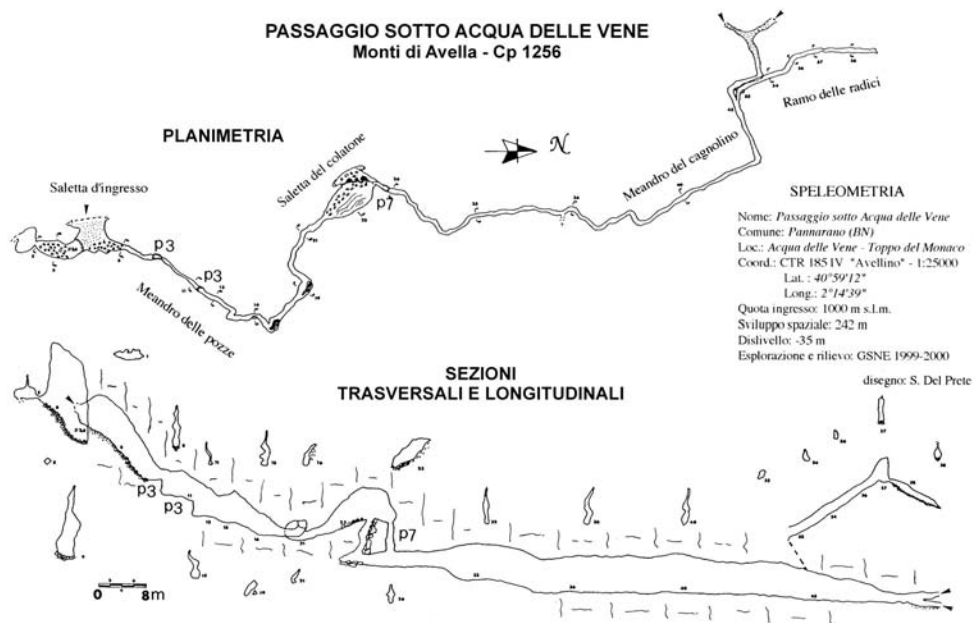 PASSAGGIO SOTTO ACQUA DELLE VENE
Monti di Avella - Cp 1256
PLANIMETRIA
Saletta d'ingresso
p3
p3
Meandro delle pozze
Saletta del colatone
p7
N
Meandro del cagnolino
Ramo delle radici
SPELEOMETRIA
Nome: Passaggio sotto Acqua delle Vene
Comune: Pannarano (BN)
Loc.: Acqua delle Vene - Toppo del Monaco
Coord.: CTR 185 IV "Avellino" - 1:25000
Lat. : 40°59'12"
Long.: 2°14'39"
Quota ingresso: 1000 m s.l.m.
Sviluppo spaziale: 242 m
Dislivello: -35 m
Esplorazione e rilievo: GSNE 1999-2000
disegno: S. Del Prete
SEZIONI
TRASVERSALI E LONGITUDINALI
p3
p3
p7
0 8m